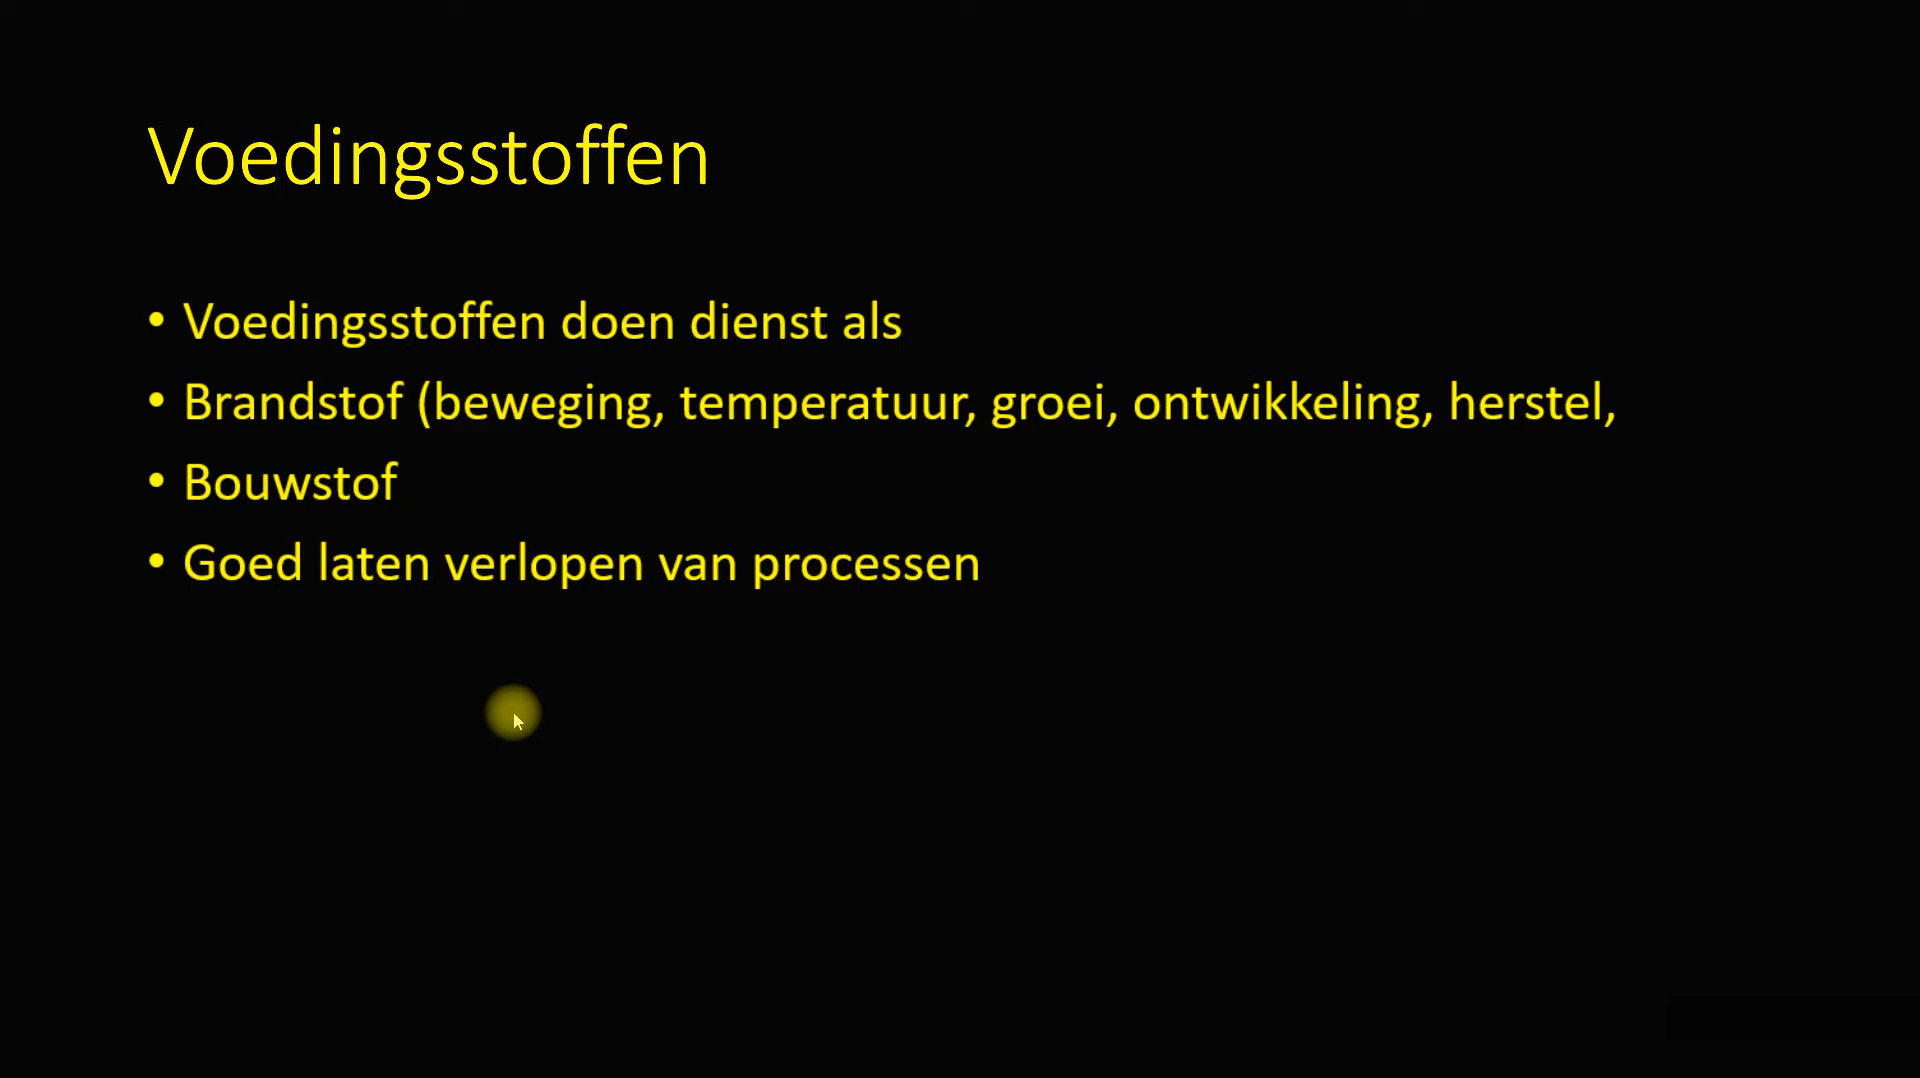 Voedingsstoffen
• Voedingsstoffen doen dienst als
• Brandstof (beweging, temperatuur, groei, ontwikkeling, herstel,
• Bouwstof
• Goed laten verlopen van processen